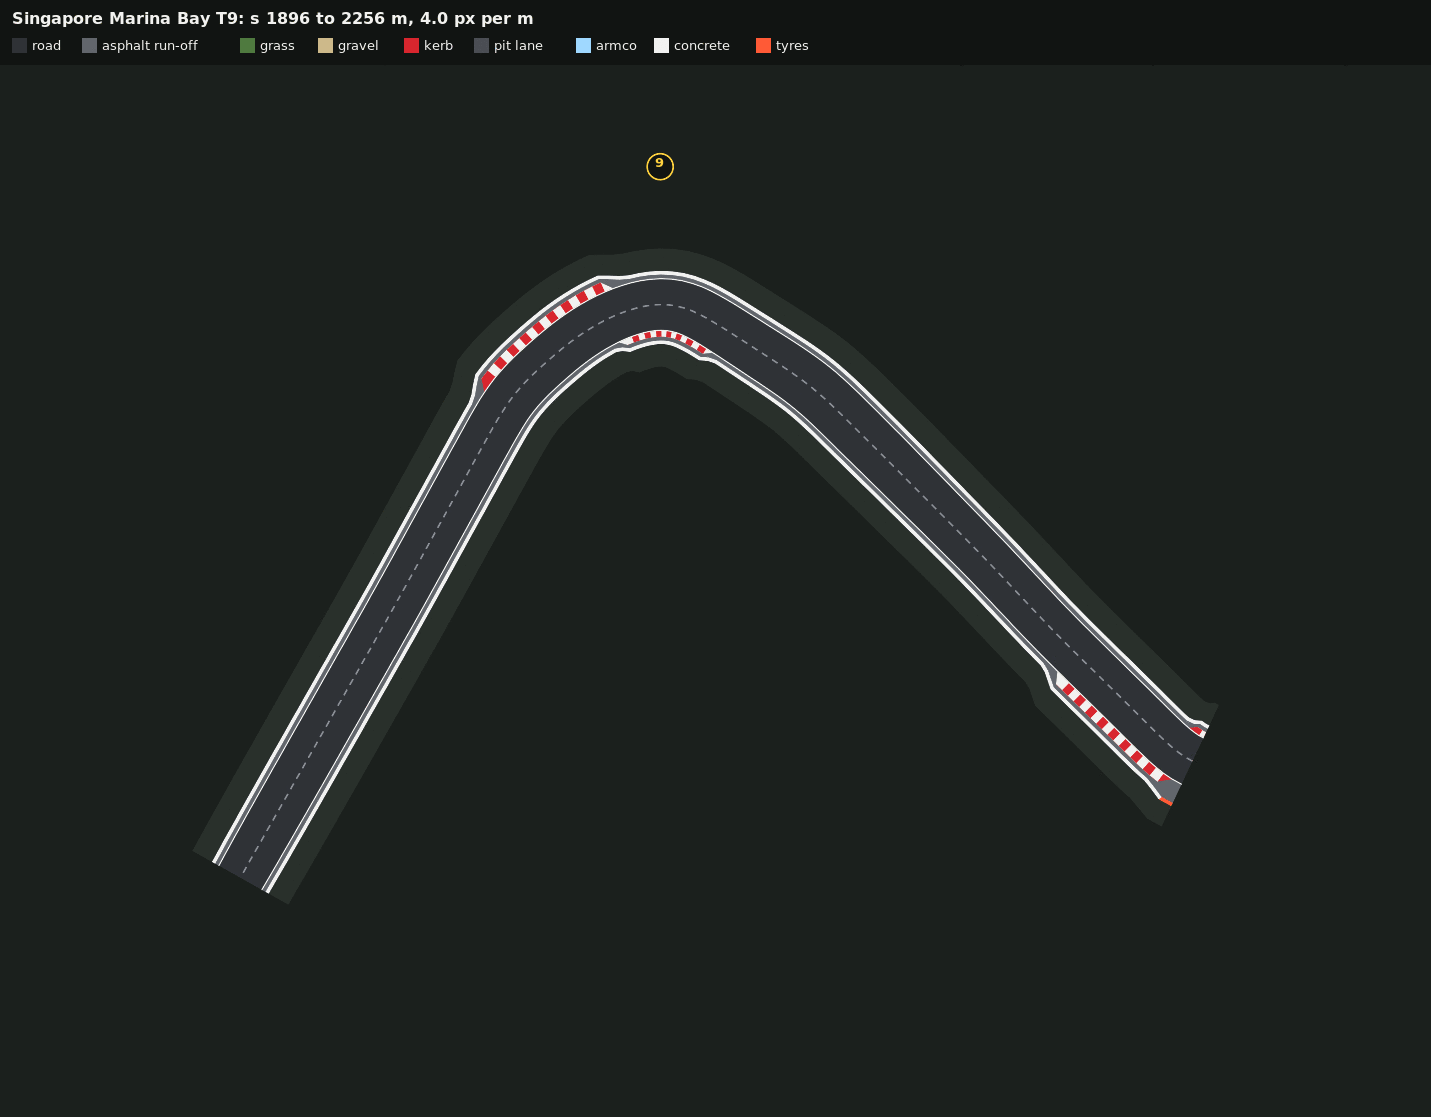 Singapore Marina Bay T9: s 1896 to 2256 m, 4.0 px per m
road asphalt run-off grass gravel kerb pit lane armco concrete tyres
9